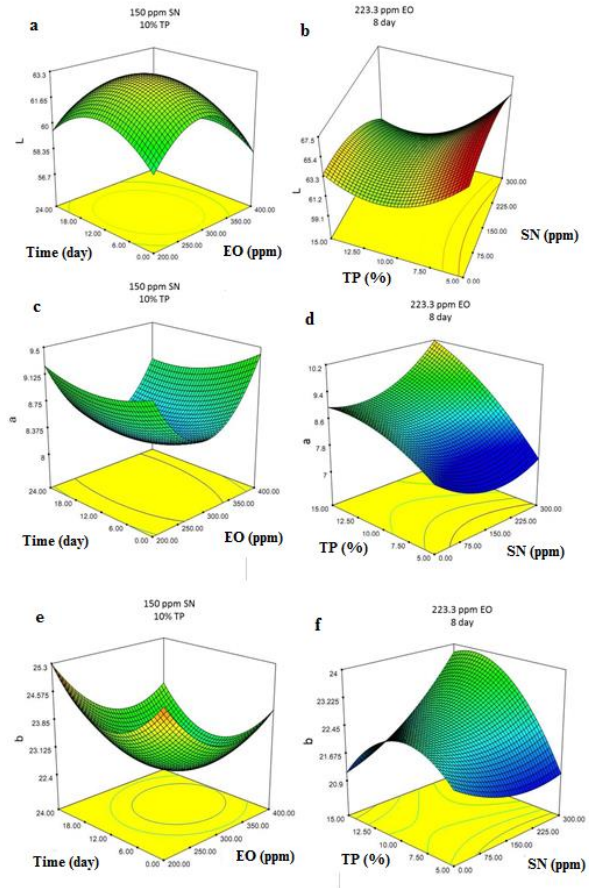 150 ppm SN
10% TP
a
63.3
61.65
60
58.35
56.7
L
24.00
18.00
12.00
6.00
0.00
Time (day)
400.00
350.00
300.00
250.00
200.00
EO (ppm)
223.3 ppm EO
8 day
b
67.5
65.4
63.3
61.2
59.1
L
15.00
12.50
10.00
7.50
5.00
TP (%)
300.00
225.00
150.00
75.00
0.00
SN (ppm)
150 ppm SN
10% TP
c
9.5
9.125
8.75
8.375
8
a
24.00
18.00
12.00
6.00
0.00
Time (day)
400.00
350.00
300.00
250.00
200.00
EO (ppm)
223.3 ppm EO
8 day
d
10.2
9.4
8.6
7.8
7
a
15.00
12.50
10.00
7.50
5.00
TP (%)
300.00
225.00
150.00
75.00
0.00
SN (ppm)
150 ppm SN
10% TP
e
25.3
24.575
23.85
23.125
22.4
b
24.00
18.00
12.00
6.00
0.00
Time (day)
400.00
350.00
300.00
250.00
200.00
EO (ppm)
223.3 ppm EO
8 day
f
24
23.225
22.45
21.675
20.9
b
15.00
12.50
10.00
7.50
5.00
TP (%)
300.00
225.00
150.00
75.00
0.00
SN (ppm)